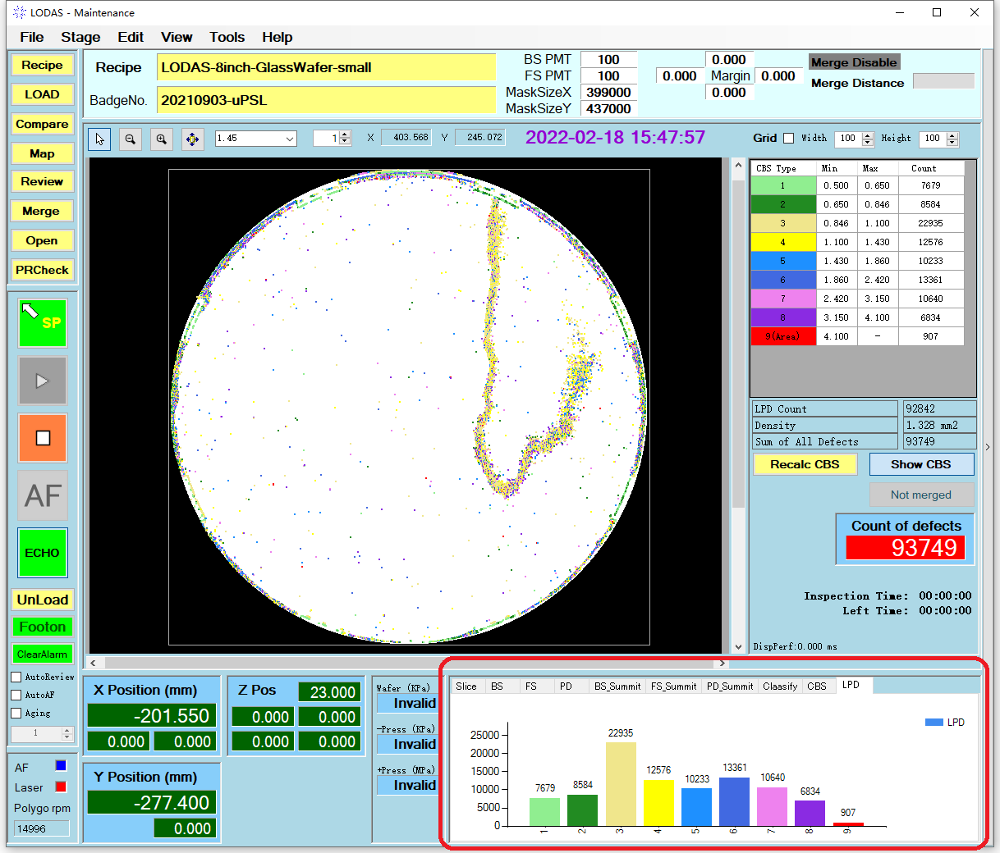 LODAS - Maintenance
File Stage Edit View Tools Help
Recipe
LOAD
Compare
Map
Review
Merge
Open
PRCheck
SP
AF
ECHO
UnLoad
Footon
ClearAlarm
AutoReview
AutoAF
Aging
1
AF
Laser
Polygo rpm
14996
Recipe LODAS-8inch-GlassWafer-small
BadgeNo. 20210903-uPSL
BS PMT 100
FS PMT 100
MaskSizeX 399000
MaskSizeY 437000
0.000
0.000 Margin 0.000
0.000
Merge Disable
Merge Distance
1.45 1 X 403.568 Y 245.072 2022-02-18 15:47:57 Grid Width 100 Height 100
CBS Type Min Max Count
1 0.500 0.650 7679
2 0.650 0.846 8584
3 0.846 1.100 22935
4 1.100 1.430 12576
5 1.430 1.860 10233
6 1.860 2.420 13361
7 2.420 3.150 10640
8 3.150 4.100 6834
9(Area) 4.100 - 907
LPD Count 92842
Density 1.328 mm2
Sum of All Defects 93749
Recalc CBS Show CBS
Not merged
Count of defects
93749
Inspection Time: 00:00:00
Left Time: 00:00:00
DispPerf:0.000 ms
X Position (mm)
-201.550
0.000 0.000
Y Position (mm)
-277.400
0.000
Z Pos 23.000
0.000 0.000
0.000 0.000
Wafer (KPa)
Invalid
-Press (KPa)
Invalid
+Press (MPa)
Invalid
Slice BS FS PD BS_Summit FS_Summit PD_Summit Claasify CBS LPD
LPD
25000
20000
15000
10000
5000
0
7679
8584
22935
12576
10233
13361
10640
6834
907
1 2 3 4 5 6 7 8 9